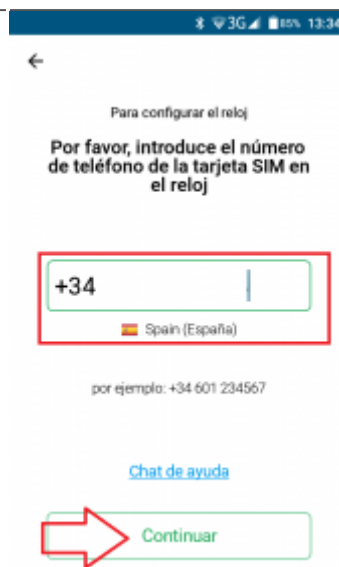 3G 85% 13:34
Para configurar el reloj
Por favor, introduce el número
de teléfono de la tarjeta SIM en
el reloj
+34
Spain (España)
por ejemplo: +34 601 234567
Chat de ayuda
Continuar